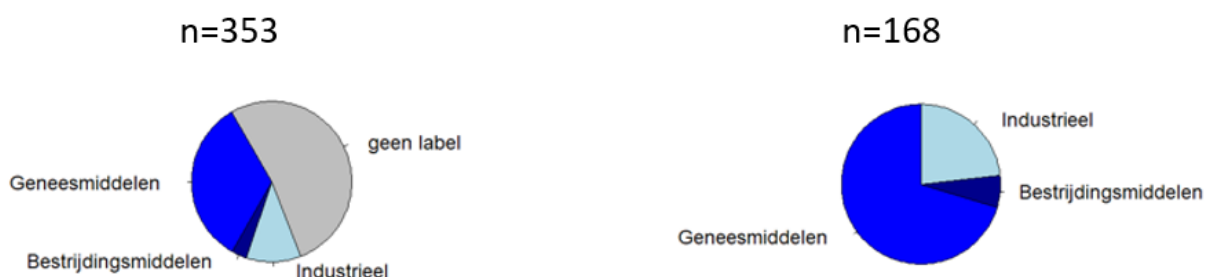 n=353
geen label
Geneesmiddelen
Bestrijdingsmiddelen
Industrieel
n=168
Industrieel
Bestrijdingsmiddelen
Geneesmiddelen